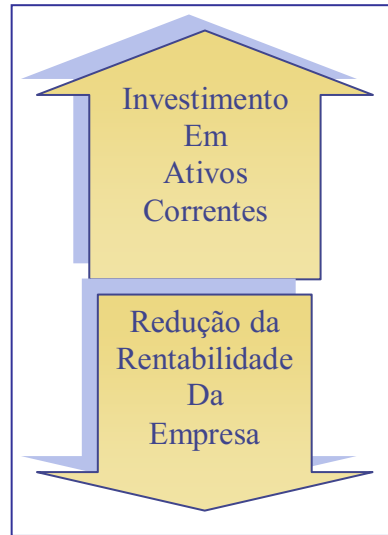 Investimento
Em
Ativos
Correntes
Redução da
Rentabilidade
Da
Empresa